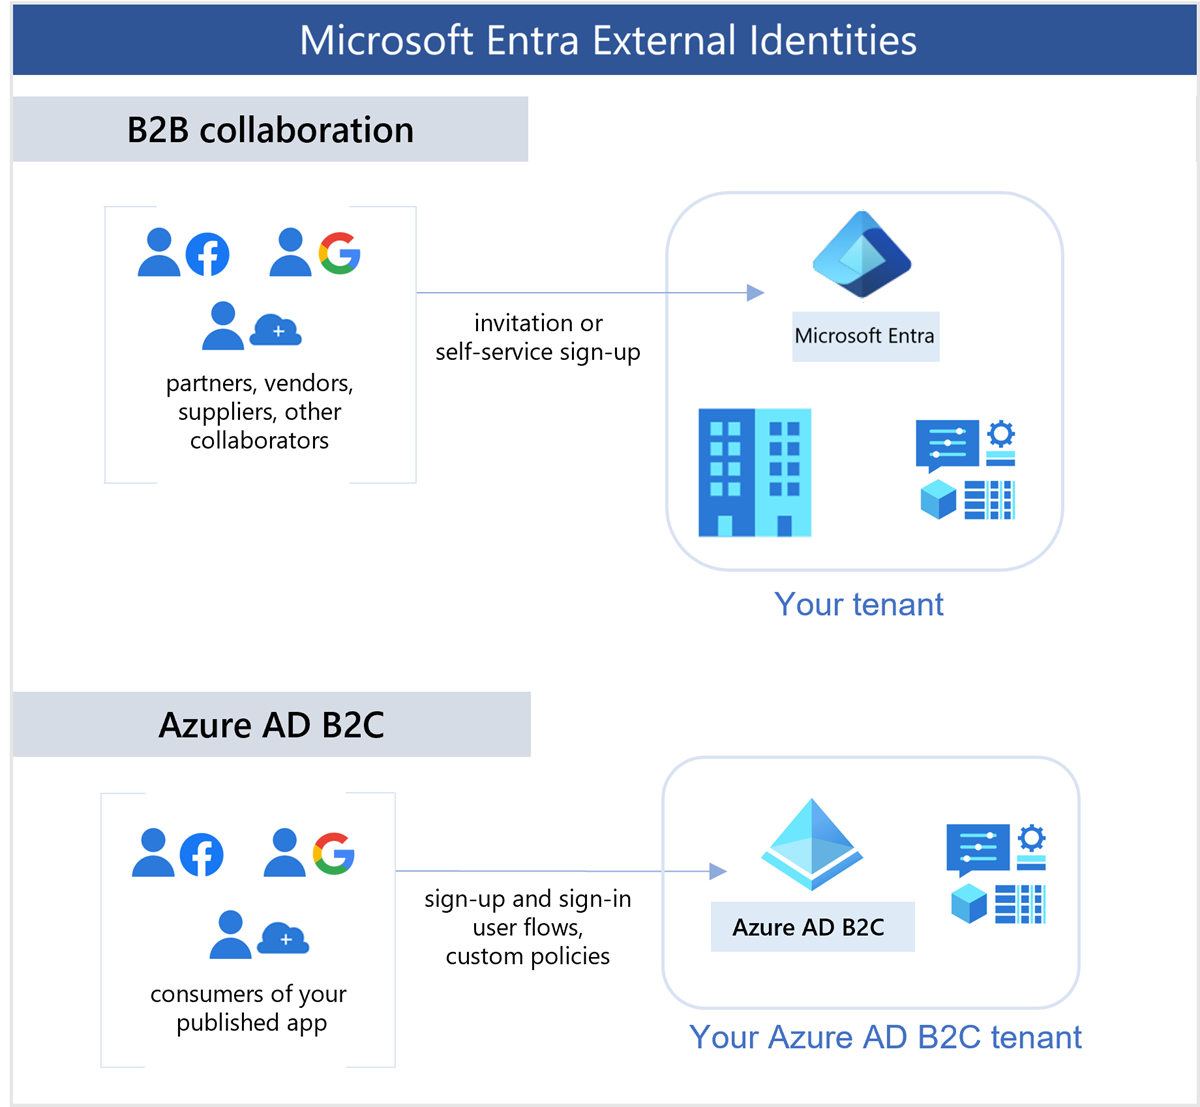 Microsoft Entra External Identities
B2B collaboration
partners, vendors,
suppliers, other
collaborators
invitation or
self-service sign-up
Microsoft Entra
Your tenant
Azure AD B2C
consumers of your
published app
sign-up and sign-in
user flows,
custom policies
Azure AD B2C
Your Azure AD B2C tenant